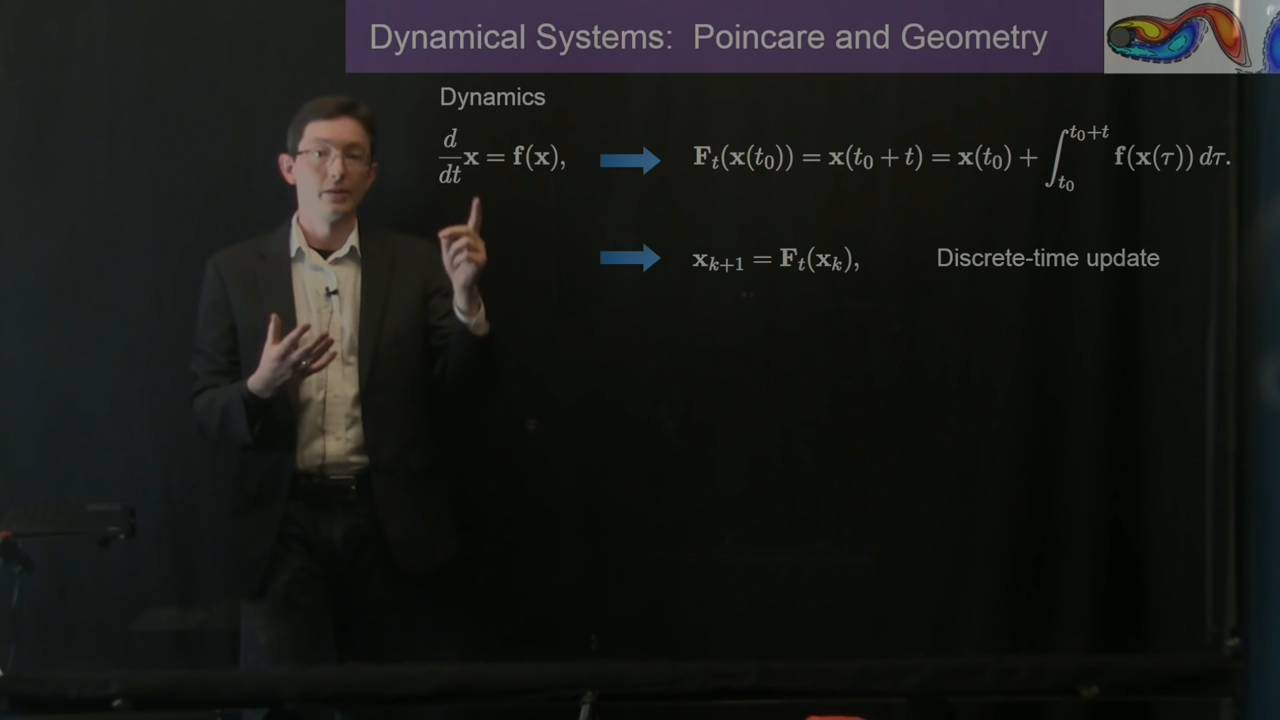 Dynamical Systems: Poincare and Geometry
Dynamics
d/dt x = f(x), F_t(x(t_0)) = x(t_0 + t) = x(t_0) + ∫_{t_0}^{t_0+t} f(x(τ)) dτ.
x_{k+1} = F_t(x_k), Discrete-time update